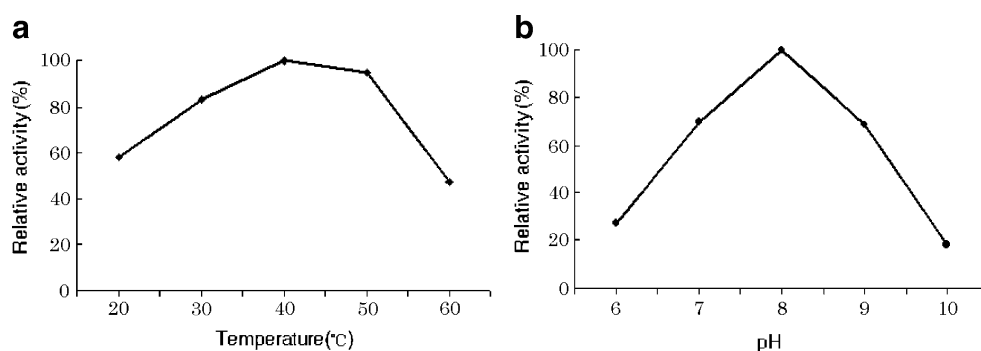 a
Relative activity(%)
100
80
60
40
20
0
20 30 40 50 60
Temperature(°C)
b
Relative activity (%)
100
80
60
40
20
0
6 7 8 9 10
pH